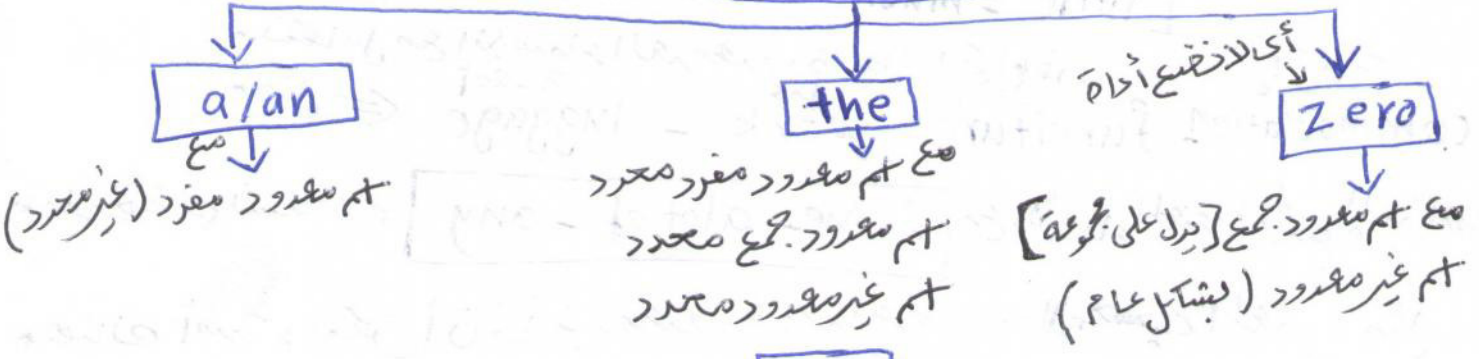 a/an
the
zero
أى لا نضع أداة
مع
اسم معدود مفرد (غير محدد)
مع اسم معدود مفرد محدد
اسم معدود جمع محدد
اسم غير معدود محدد
مع اسم معدود جمع [يدل على مجموعة]
اسم غير معدود (بشكل عام)